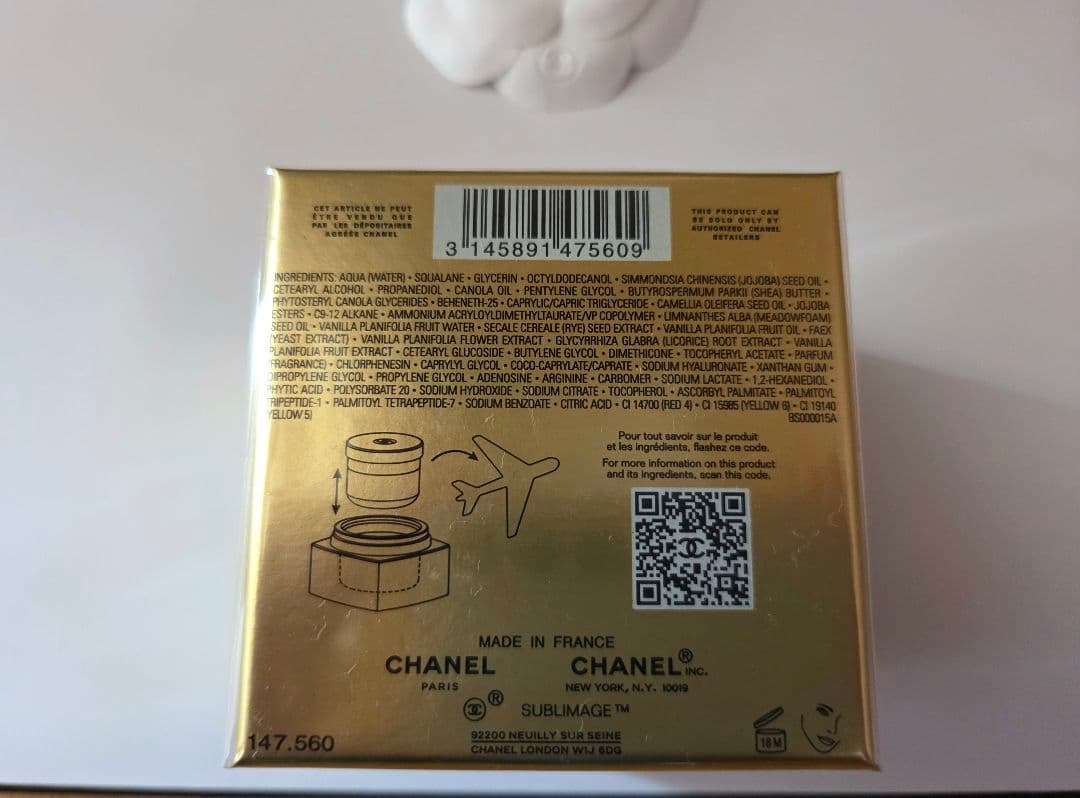 CET ARTICLE NE PEUT
ÊTRE VENDU QUE
PAR LES DÉPOSITAIRES
AGRÉÉS CHANEL
3 145891 475609
THIS PRODUCT CAN
BE SOLD ONLY BY
AUTHORIZED CHANEL
RETAILERS
INGREDIENTS: AQUA (WATER) • SQUALANE • GLYCERIN • OCTYLDODECANOL • SIMMONDSIA CHINENSIS (JOJOBA) SEED OIL •
CETEARYL ALCOHOL • PROPANEDIOL • CANOLA OIL • PENTYLENE GLYCOL • BUTYROSPERMUM PARKII (SHEA) BUTTER •
PHYTOSTERYL CANOLA GLYCERIDES • BEHENETH-25 • CAPRYLIC/CAPRIC TRIGLYCERIDE • CAMELLIA OLEIFERA SEED OIL • JOJOBA
ESTERS • C9-12 ALKANE • AMMONIUM ACRYLOYLDIMETHYLTAURATE/VP COPOLYMER • LIMNANTHES ALBA (MEADOWFOAM)
SEED OIL • VANILLA PLANIFOLIA FRUIT WATER • SECALE CEREALE (RYE) SEED EXTRACT • VANILLA PLANIFOLIA FRUIT OIL • FAEX
(YEAST EXTRACT) • VANILLA PLANIFOLIA FLOWER EXTRACT • GLYCYRRHIZA GLABRA (LICORICE) ROOT EXTRACT • VANILLA
PLANIFOLIA FRUIT EXTRACT • CETEARYL GLUCOSIDE • BUTYLENE GLYCOL • DIMETHICONE • TOCOPHERYL ACETATE • PARFUM
(FRAGRANCE) • CHLORPHENESIN • CAPRYLYL GLYCOL • COCO-CAPRYLATE/CAPRATE • SODIUM HYALURONATE • XANTHAN GUM •
DIPROPYLENE GLYCOL • PROPYLENE GLYCOL • ADENOSINE • ARGININE • CARBOMER • SODIUM LACTATE • 1,2-HEXANEDIOL •
PHYTIC ACID • POLYSORBATE 20 • SODIUM HYDROXIDE • SODIUM CITRATE • TOCOPHEROL • ASCORBYL PALMITATE • PALMITOYL
TRIPEPTIDE-1 • PALMITOYL TETRAPEPTIDE-7 • SODIUM BENZOATE • CITRIC ACID • CI 14700 (RED 4) • CI 15985 (YELLOW 6) • CI 19140
(YELLOW 5) BS000015A
Pour tout savoir sur le produit
et les ingrédients, flashez ce code.
For more information on this product
and its ingredients, scan this code.
MADE IN FRANCE
CHANEL
PARIS
CHANEL® INC.
NEW YORK, N.Y. 10019
® SUBLIMAGE™
92200 NEUILLY SUR SEINE
CHANEL LONDON W1J 6DG
147.560
18 M